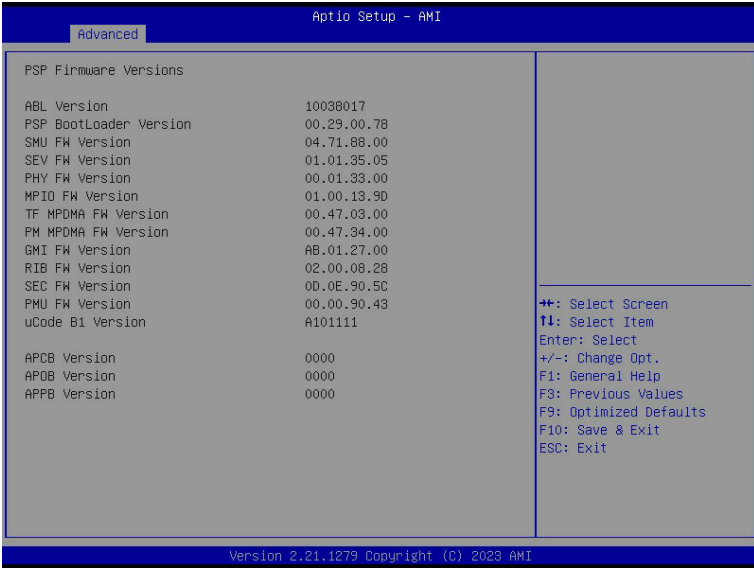 Aptio Setup – AMI
Advanced
PSP Firmware Versions
ABL Version 10038017
PSP BootLoader Version 00.29.00.78
SMU FW Version 04.71.88.00
SEV FW Version 01.01.35.05
PHY FW Version 00.01.33.00
MPIO FW Version 01.00.13.9D
TF MPDMA FW Version 00.47.03.00
PM MPDMA FW Version 00.47.34.00
GMI FW Version AB.01.27.00
RIB FW Version 02.00.08.28
SEC FW Version 0D.0E.90.5C
PMU FW Version 00.00.90.43
uCode B1 Version A101111
APCB Version 0000
APOB Version 0000
APPB Version 0000
→←: Select Screen
↑↓: Select Item
Enter: Select
+/-: Change Opt.
F1: General Help
F3: Previous Values
F9: Optimized Defaults
F10: Save & Exit
ESC: Exit
Version 2.21.1279 Copyright (C) 2023 AMI